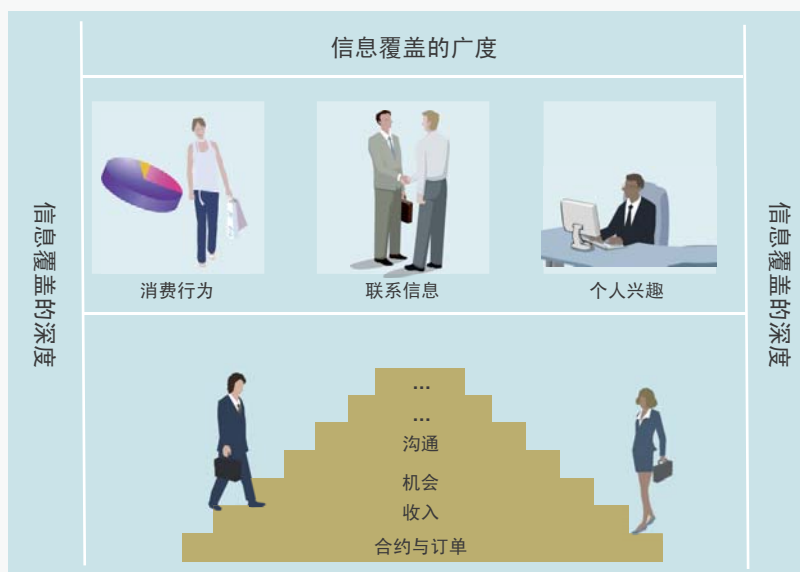 信息覆盖的广度
信息覆盖的深度
消费行为
联系信息
个人兴趣
信息覆盖的深度
...
...
沟通
机会
收入
合约与订单